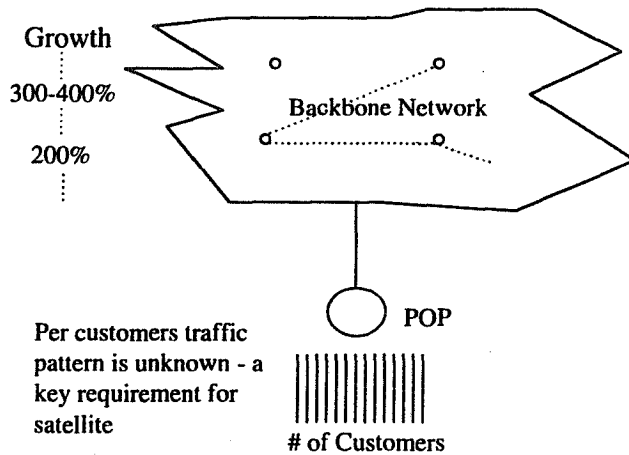 Growth
300-400%
Backbone Network
200%
POP
Per customers traffic
pattern is unknown - a
key requirement for
satellite
# of Customers